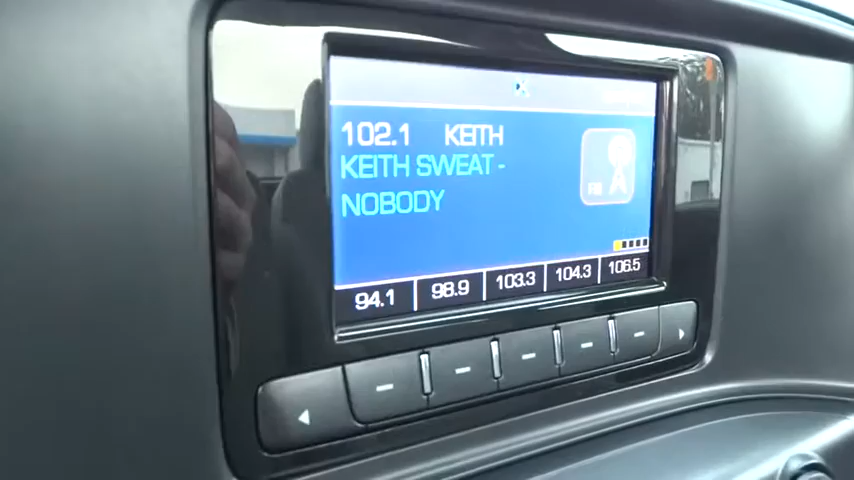 102.1 KEITH
KEITH SWEAT -
NOBODY
FM
94.1 98.9 103.3 104.3 106.5